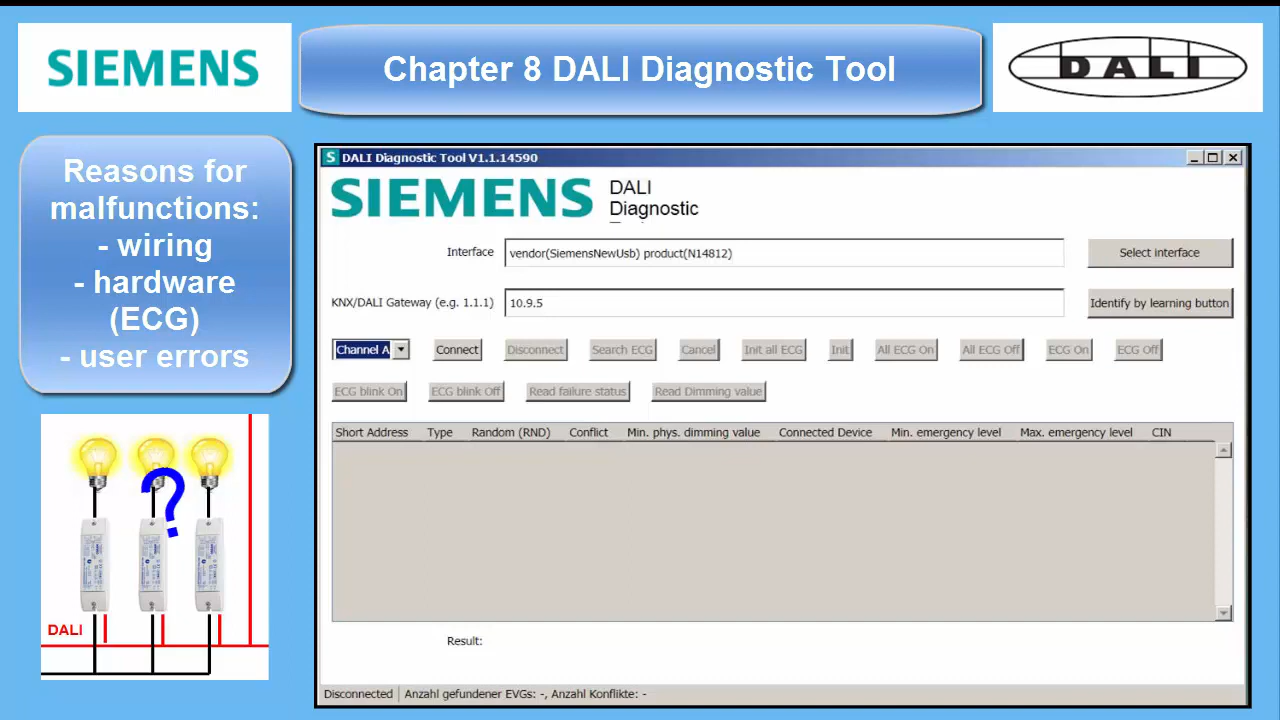 SIEMENS
Chapter 8 DALI Diagnostic Tool
DALI
Reasons for
malfunctions:
- wiring
- hardware
(ECG)
- user errors
?
DALI
S DALI Diagnostic Tool V1.1.14590
SIEMENS
DALI
Diagnostic
Interface
vendor(SiemensNewUsb) product(N14812)
Select interface
KNX/DALI Gateway (e.g. 1.1.1)
10.9.5
Identify by learning button
Channel A
Connect
Disconnect
Search ECG
Cancel
Init all ECG
Init
All ECG On
All ECG Off
ECG On
ECG Off
ECG blink On
ECG blink Off
Read failure status
Read Dimming value
Short Address
Type
Random (RND)
Conflict
Min. phys. dimming value
Connected Device
Min. emergency level
Max. emergency level
CIN
Result:
Disconnected
Anzahl gefundener EVGs: -, Anzahl Konflikte: -